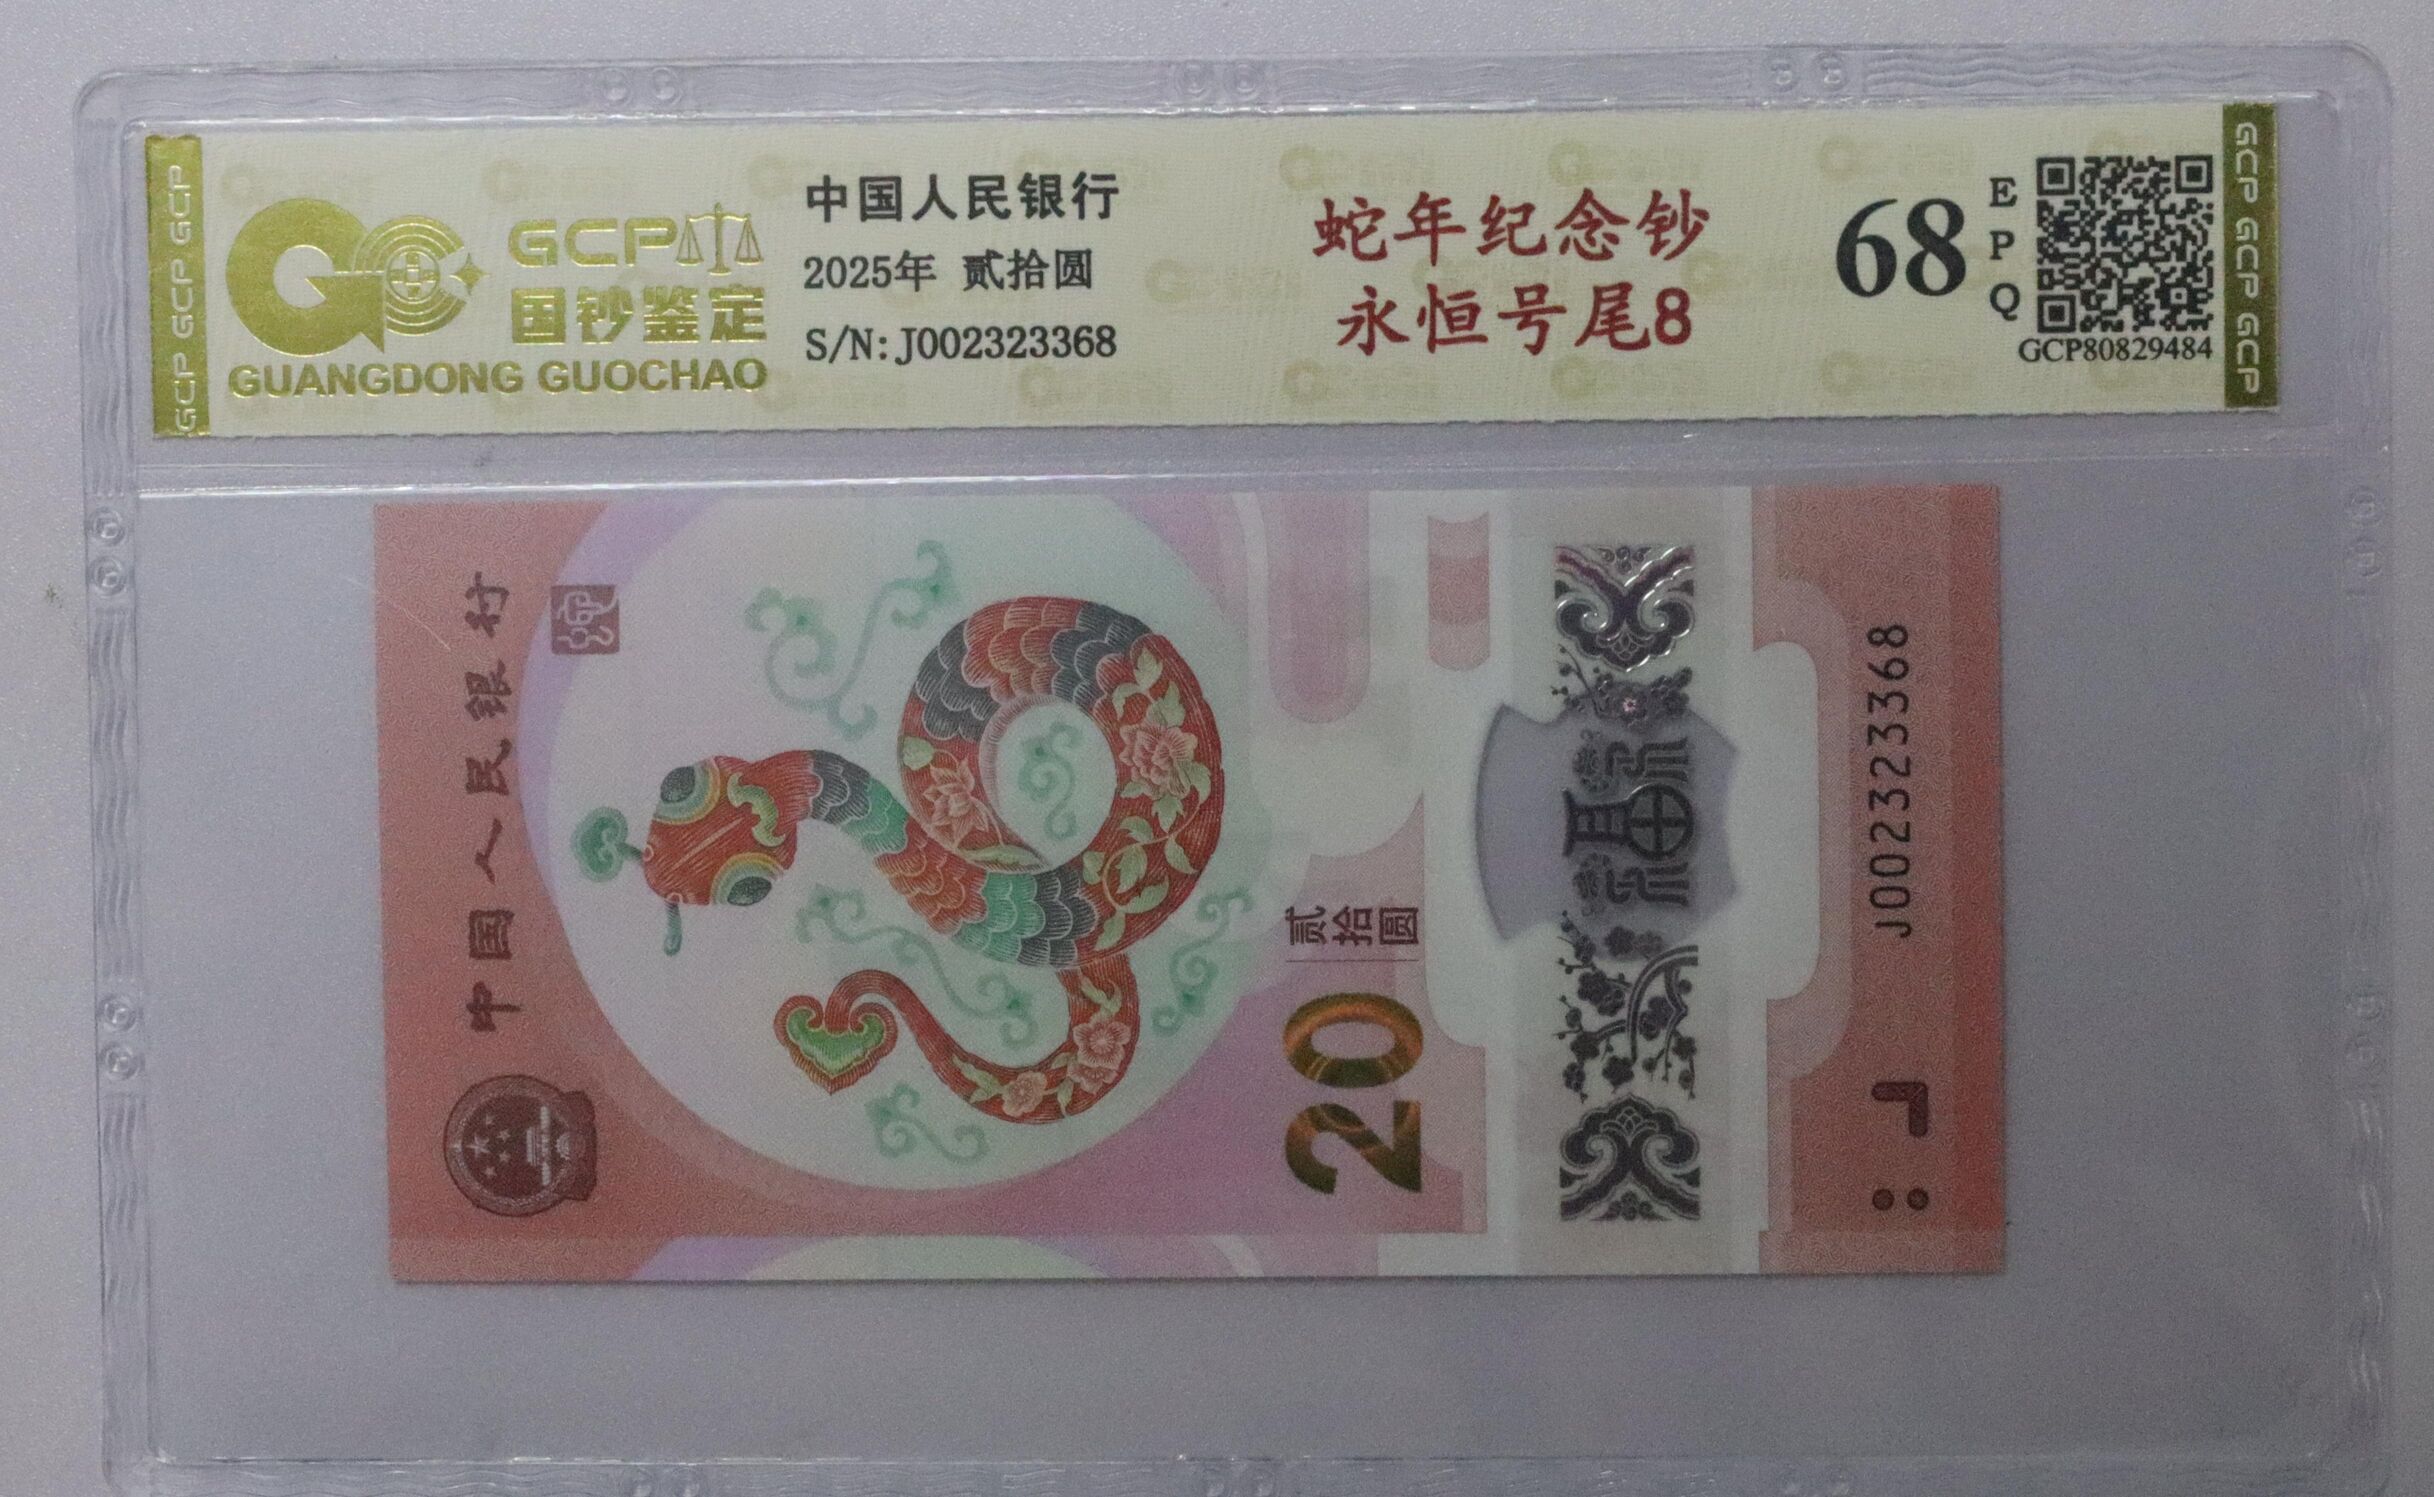 GCP
国钞鉴定
GUANGDONG GUOCHAO
中国人民银行
2025年 贰拾圆
S/N:J002323368
蛇年纪念钞
永恒号尾8
68
EPQ
GCP80829484
GCP GCP GCP
GCP GCP GCP
中国人民银行
20
贰拾圆
福
J002323368